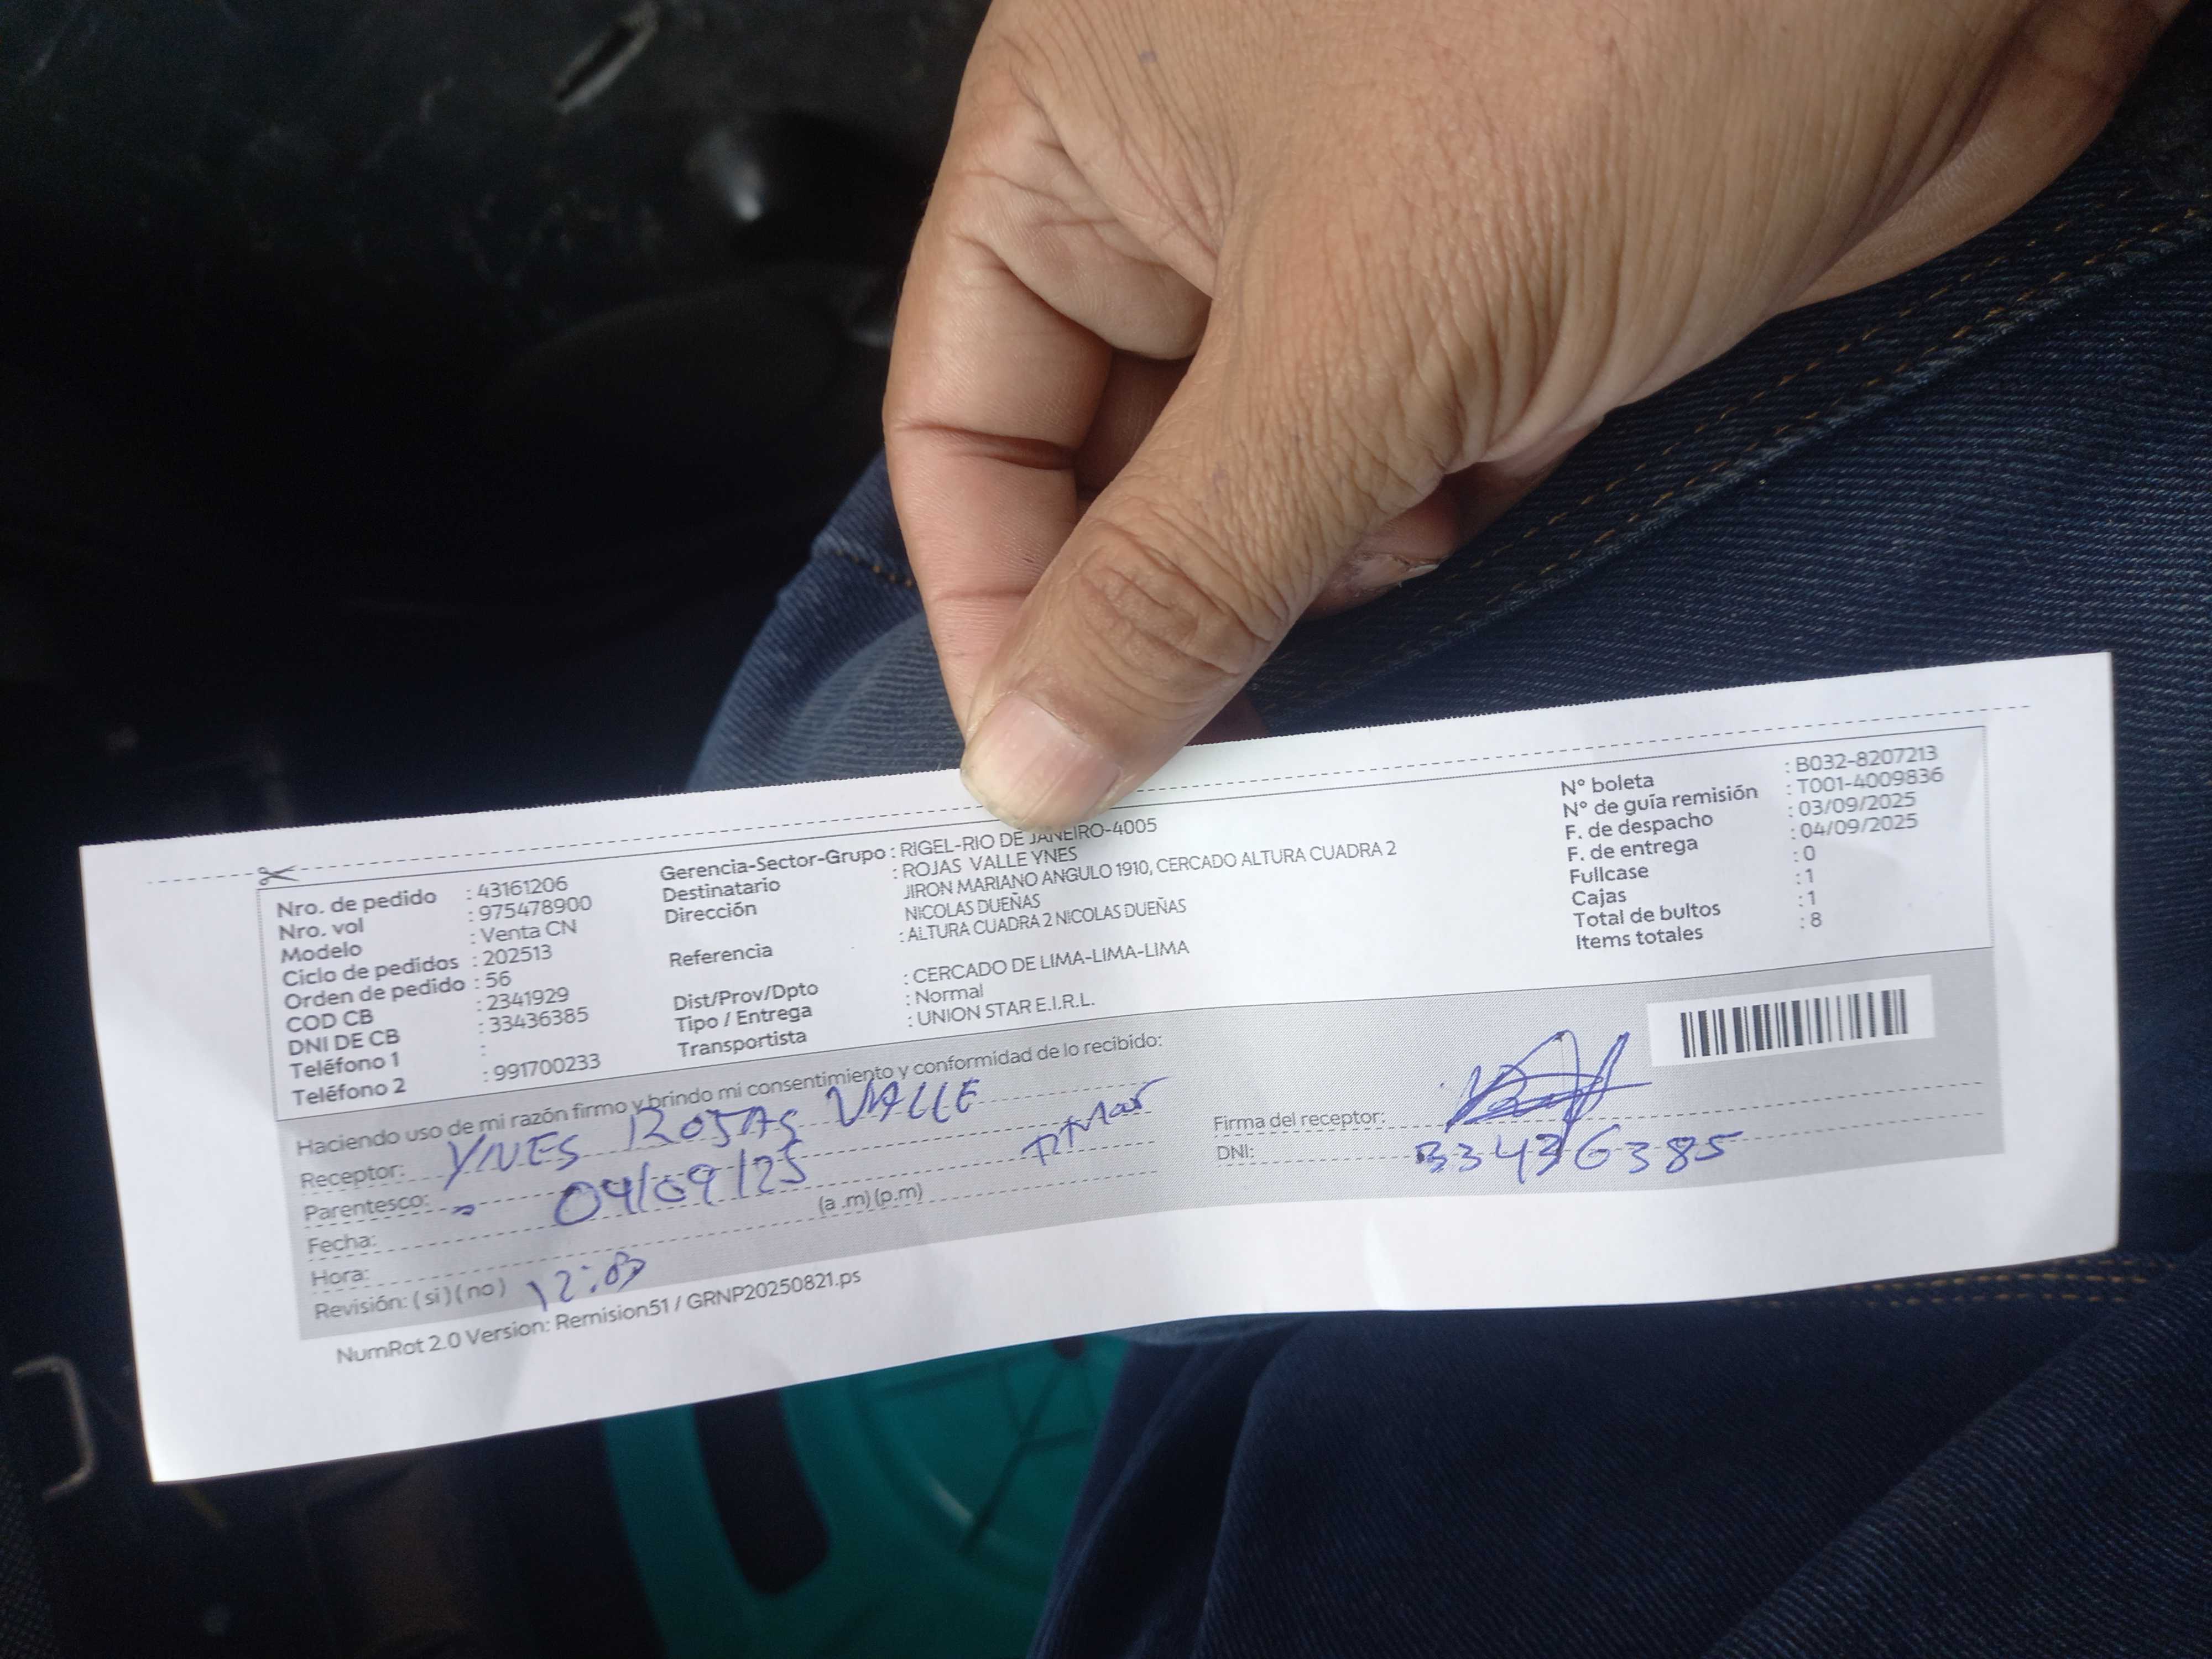 Nro. de pedido : 43161206
Nro. vol : 975478900
Modelo : Venta CN
Ciclo de pedidos : 202513
Orden de pedido : 56
COD CB : 2341929
DNI DE CB : 33436385
Teléfono 1 :
Teléfono 2 : 991700233
Gerencia-Sector-Grupo : RIGEL-RIO DE JANEIRO-4005
Destinatario : ROJAS VALLE YNES
Dirección JIRON MARIANO ANGULO 1910, CERCADO ALTURA CUADRA 2
NICOLAS DUEÑAS
Referencia : ALTURA CUADRA 2 NICOLAS DUEÑAS
Dist/Prov/Dpto : CERCADO DE LIMA-LIMA-LIMA
Tipo / Entrega : Normal
Transportista : UNION STAR E.I.R.L.
N° boleta : B032-8207213
N° de guía remisión : T001-4009836
F. de despacho : 03/09/2025
F. de entrega : 04/09/2025
Fullcase : 0
Cajas : 1
Total de bultos : 1
Items totales : 8
Haciendo uso de mi razón firmo y brindo mi consentimiento y conformidad de lo recibido:
Receptor: YNES ROJAS VALLE
Parentesco:
Fecha: 04/09/25
Hora: (a .m) (p.m)
Revisión: ( si ) ( no ) 12:03
Firma del receptor:
DNI: 33436385
NumRot 2.0 Version: Remision51 / GRNP20250821.ps